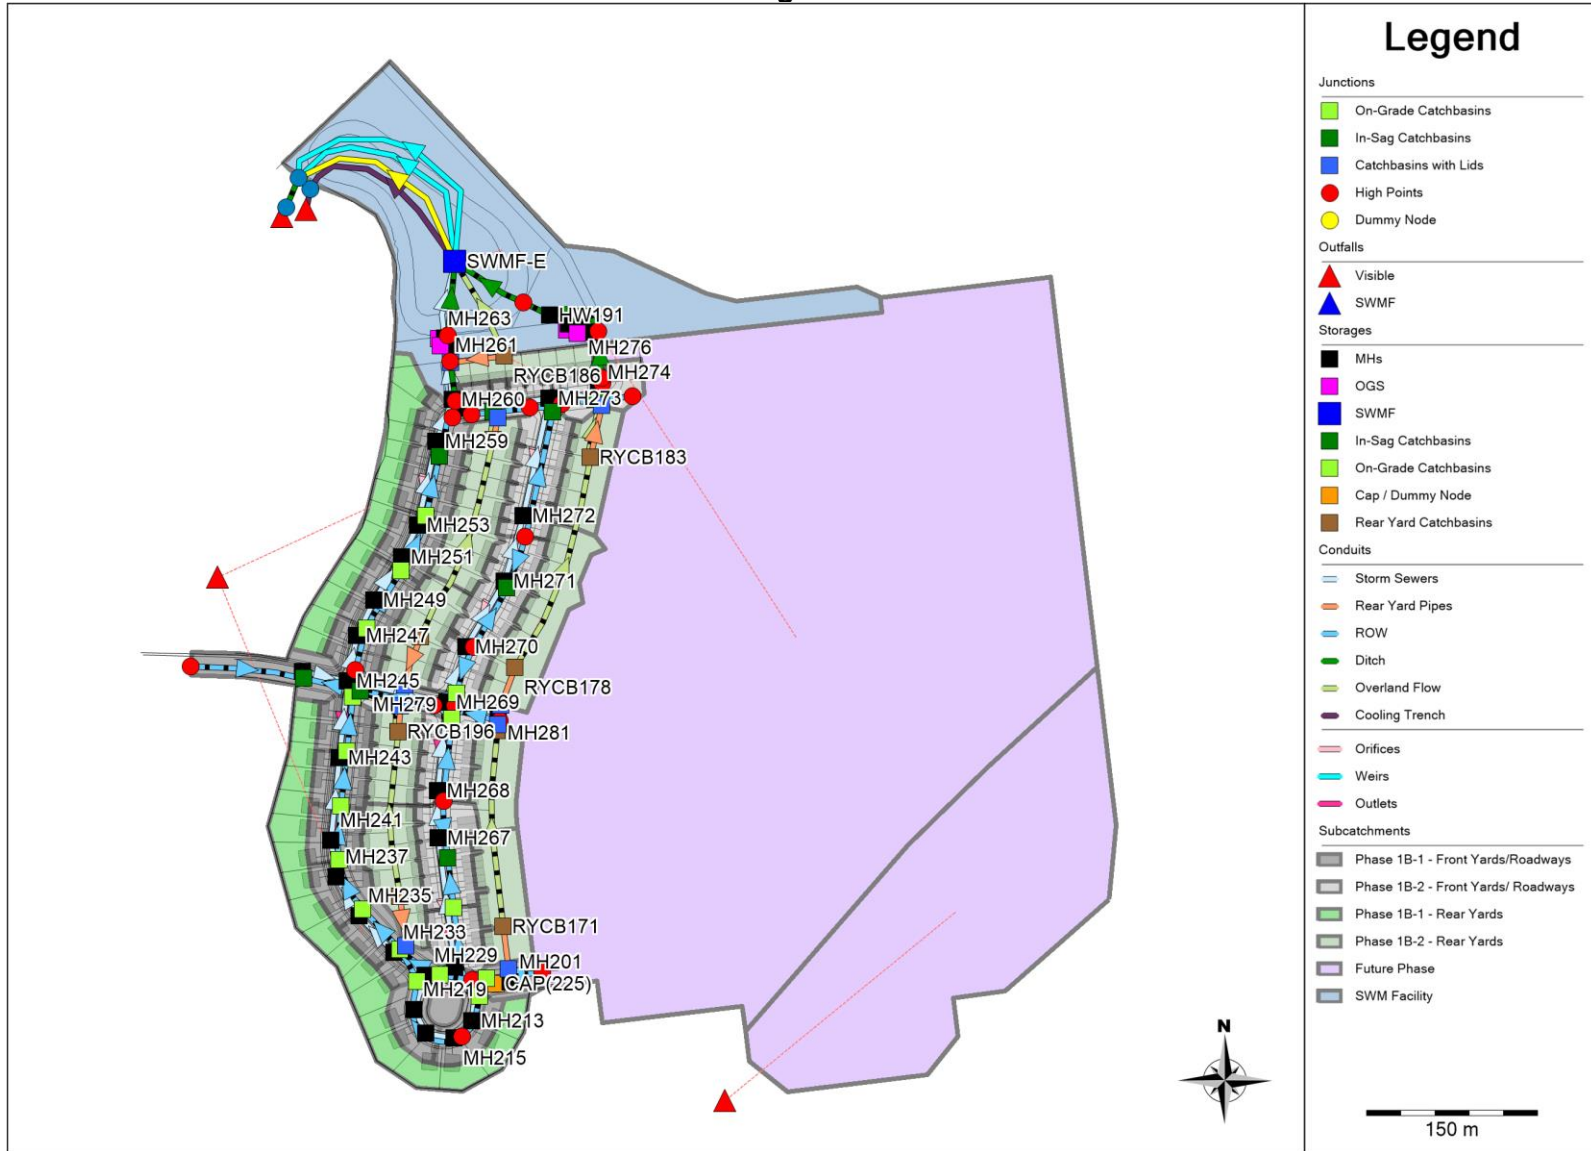 SWMF-E
MH263
HW191
MH261
MH276
RYCB186
MH274
MH260
MH273
MH259
RYCB183
MH272
MH253
MH251
MH271
MH249
MH247
MH270
MH245
RYCB178
MH279
MH269
RYCB196
MH281
MH243
MH268
MH241
MH267
MH237
MH235
RYCB171
MH233
MH229
MH201
MH219
CAP(225)
MH213
MH215
N
Legend
Junctions
On-Grade Catchbasins
In-Sag Catchbasins
Catchbasins with Lids
High Points
Dummy Node
Outfalls
Visible
SWMF
Storages
MHs
OGS
SWMF
In-Sag Catchbasins
On-Grade Catchbasins
Cap / Dummy Node
Rear Yard Catchbasins
Conduits
Storm Sewers
Rear Yard Pipes
ROW
Ditch
Overland Flow
Cooling Trench
Orifices
Weirs
Outlets
Subcatchments
Phase 1B-1 - Front Yards/Roadways
Phase 1B-2 - Front Yards/ Roadways
Phase 1B-1 - Rear Yards
Phase 1B-2 - Rear Yards
Future Phase
SWM Facility
150 m